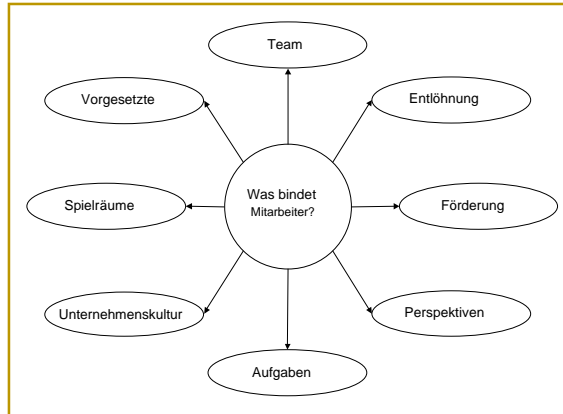 Team
Vorgesetzte
Entlöhnung
Was bindet
Mitarbeiter?
Spielräume
Förderung
Unternehmenskultur
Perspektiven
Aufgaben